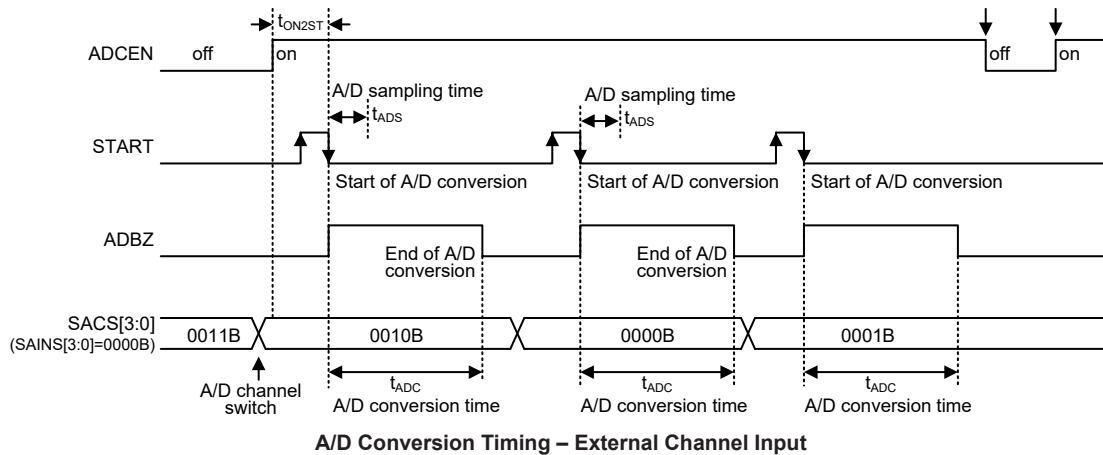 tON2ST
ADCEN
off
on
off
on
A/D sampling time
tADS
A/D sampling time
tADS
START
Start of A/D conversion
Start of A/D conversion
Start of A/D conversion
ADBZ
End of A/D
conversion
End of A/D
conversion
SACS[3:0]
(SAINS[3:0]=0000B)
0011B
0010B
0000B
0001B
A/D channel
switch
tADC
A/D conversion time
tADC
A/D conversion time
tADC
A/D conversion time
A/D Conversion Timing – External Channel Input